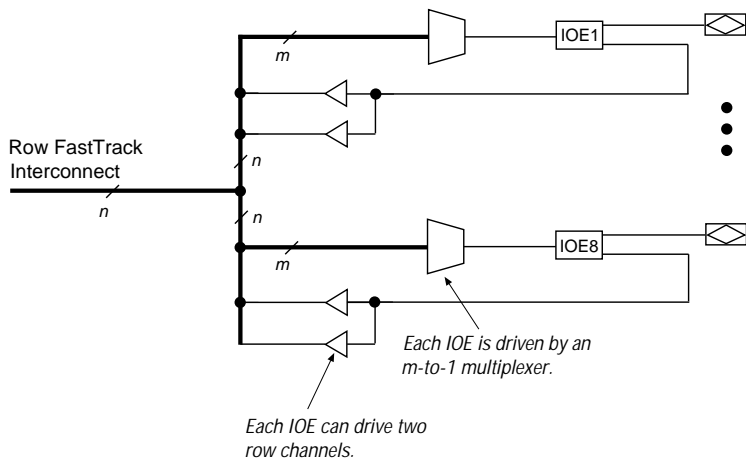 m
IOE1
Row FastTrack
Interconnect
n
n
n
m
IOE8
Each IOE is driven by an
m-to-1 multiplexer.
Each IOE can drive two
row channels.